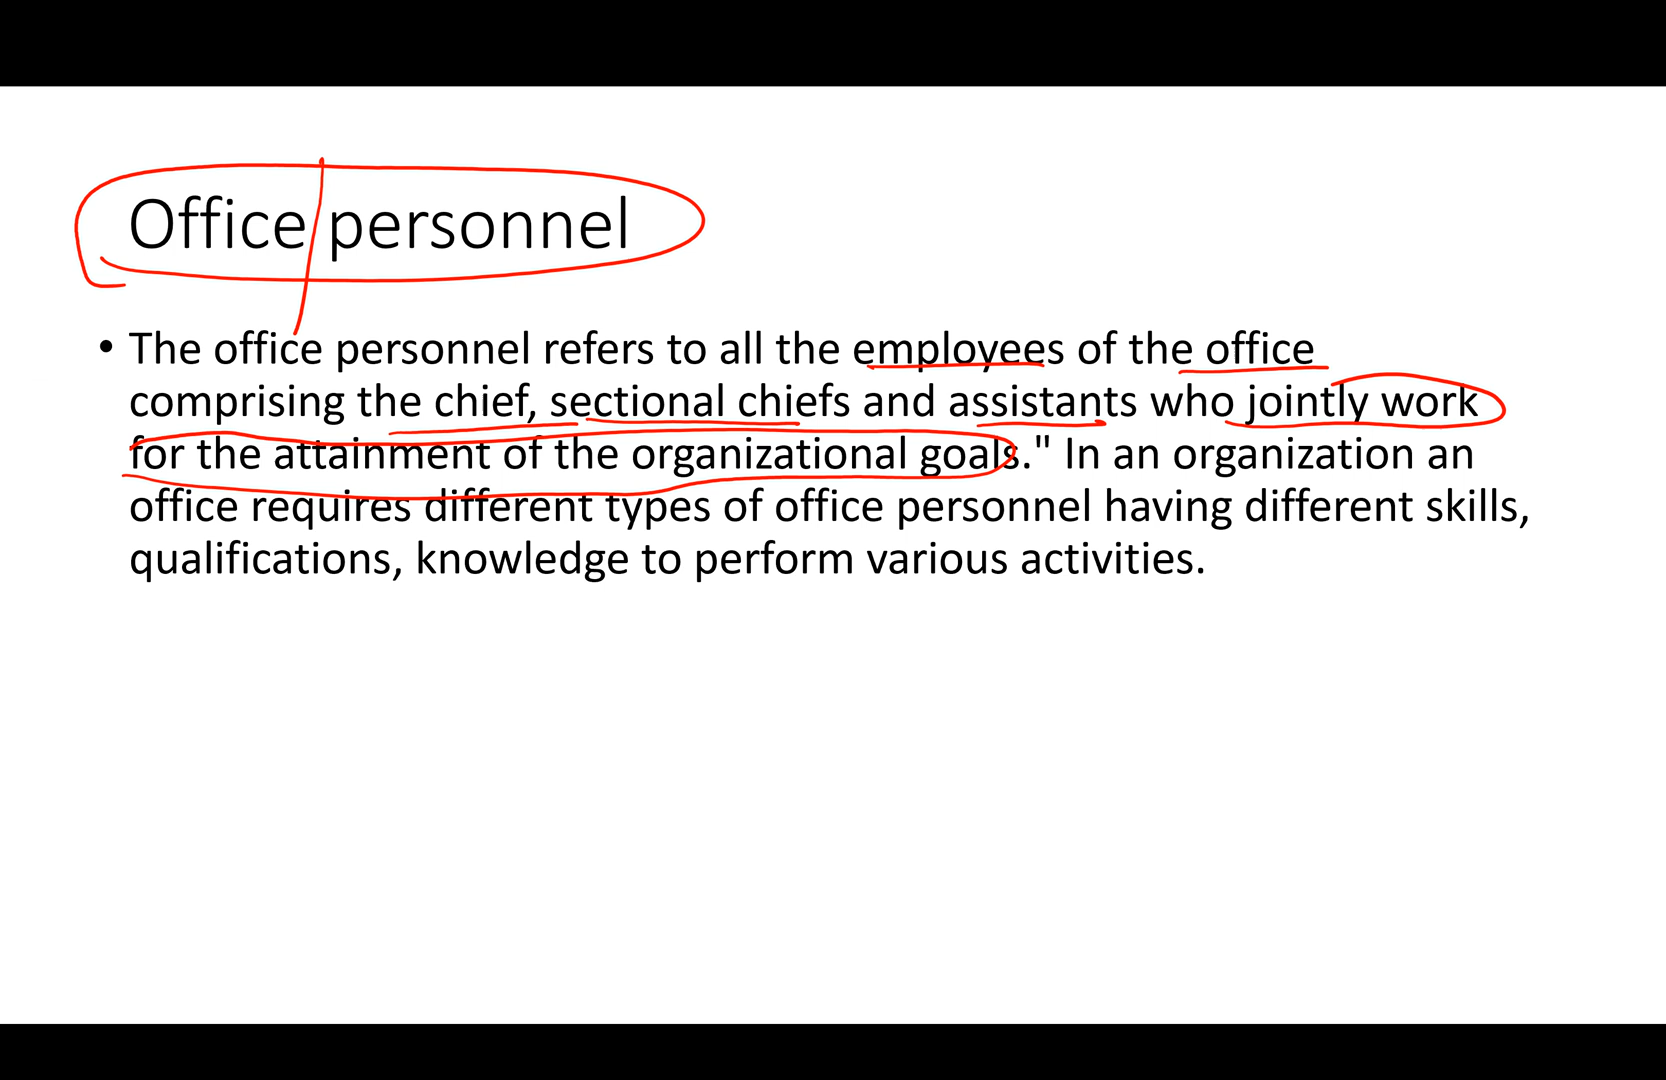 Office personnel
• The office personnel refers to all the employees of the office
comprising the chief, sectional chiefs and assistants who jointly work
for the attainment of the organizational goals." In an organization an
office requires different types of office personnel having different skills,
qualifications, knowledge to perform various activities.